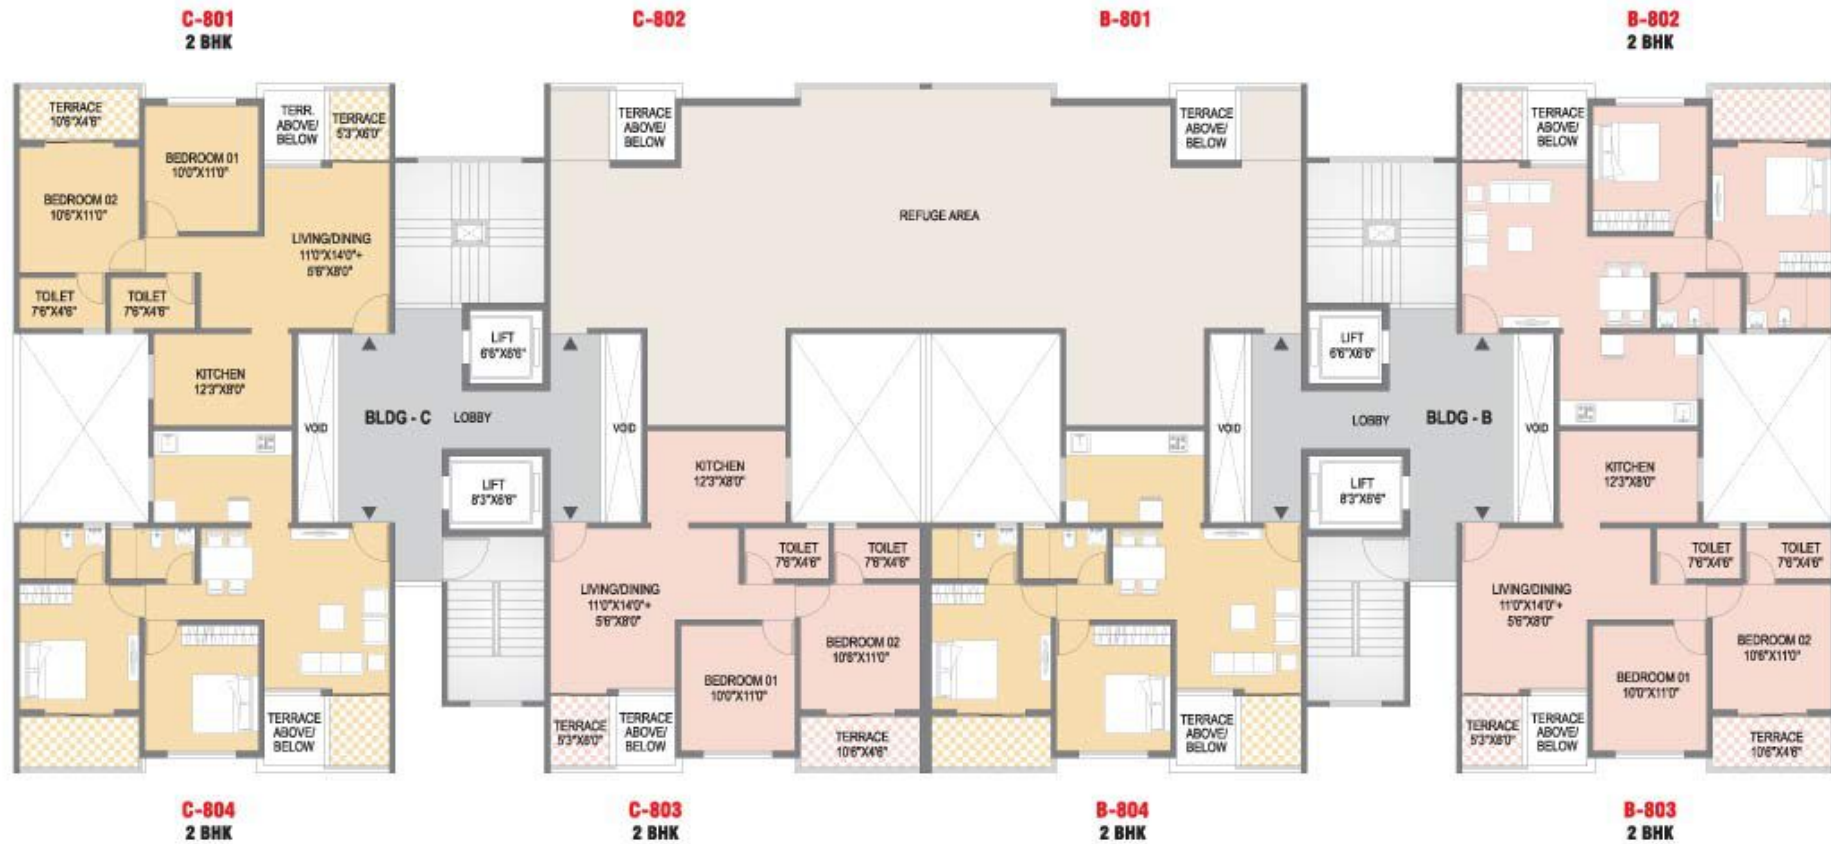 C-801
2 BHK
C-802
B-801
B-802
2 BHK
TERRACE
10'6"X4'6"
BEDROOM 01
10'0"X11'0"
TERR.
ABOVE/
BELOW
TERRACE
5'3"X6'0"
BEDROOM 02
10'6"X11'0"
LIVING/DINING
11'0"X14'0"+
5'6"X8'0"
TOILET
7'6"X4'6"
TOILET
7'6"X4'6"
KITCHEN
12'3"X8'0"
TERRACE
ABOVE/
BELOW
REFUGE AREA
TERRACE
ABOVE/
BELOW
TERRACE
ABOVE/
BELOW
LIFT
6'6"X6'6"
LIFT
6'6"X6'6"
VOID
BLDG - C
LOBBY
VOID
VOID
LOBBY
BLDG - B
VOID
LIFT
8'3"X6'6"
LIFT
8'3"X6'6"
KITCHEN
12'3"X8'0"
KITCHEN
12'3"X8'0"
TOILET
7'6"X4'6"
TOILET
7'6"X4'6"
LIVING/DINING
11'0"X14'0"+
5'6"X8'0"
BEDROOM 02
10'6"X11'0"
BEDROOM 01
10'0"X11'0"
TOILET
7'6"X4'6"
TOILET
7'6"X4'6"
LIVING/DINING
11'0"X14'0"+
5'6"X8'0"
BEDROOM 02
10'6"X11'0"
BEDROOM 01
10'0"X11'0"
TERRACE
ABOVE/
BELOW
TERRACE
5'3"X6'0"
TERRACE
ABOVE/
BELOW
TERRACE
10'6"X4'6"
TERRACE
ABOVE/
BELOW
TERRACE
5'3"X6'0"
TERRACE
ABOVE/
BELOW
TERRACE
10'6"X4'6"
C-804
2 BHK
C-803
2 BHK
B-804
2 BHK
B-803
2 BHK